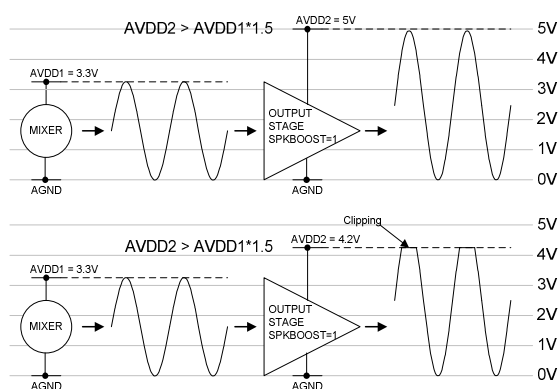 AVDD2 > AVDD1*1.5
AVDD2 = 5V
5V
4V
AVDD1 = 3.3V
3V
OUTPUT
STAGE
SPKBOOST=1
MIXER
2V
1V
0V
AGND
AGND
Clipping
5V
AVDD2 > AVDD1*1.5
AVDD2 = 4.2V
4V
AVDD1 = 3.3V
3V
OUTPUT
STAGE
SPKBOOST=1
MIXER
2V
1V
0V
AGND
AGND